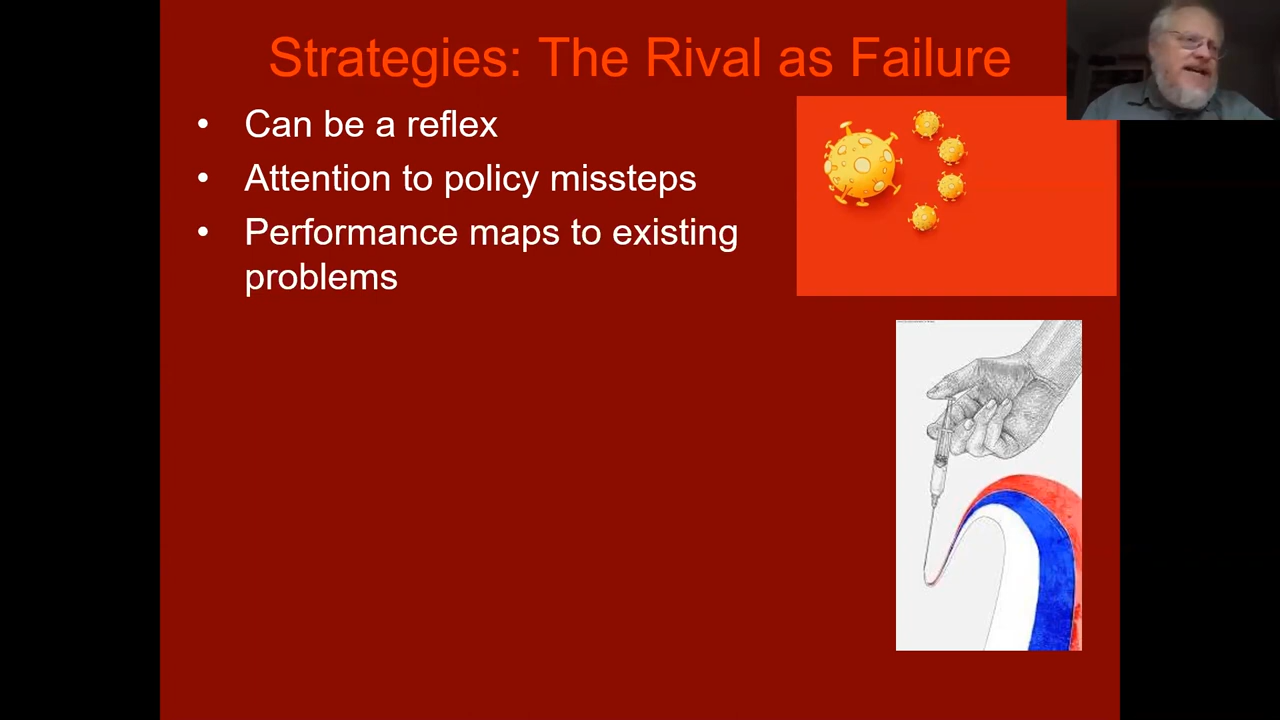 Strategies: The Rival as Failure
• Can be a reflex
• Attention to policy missteps
• Performance maps to existing
problems